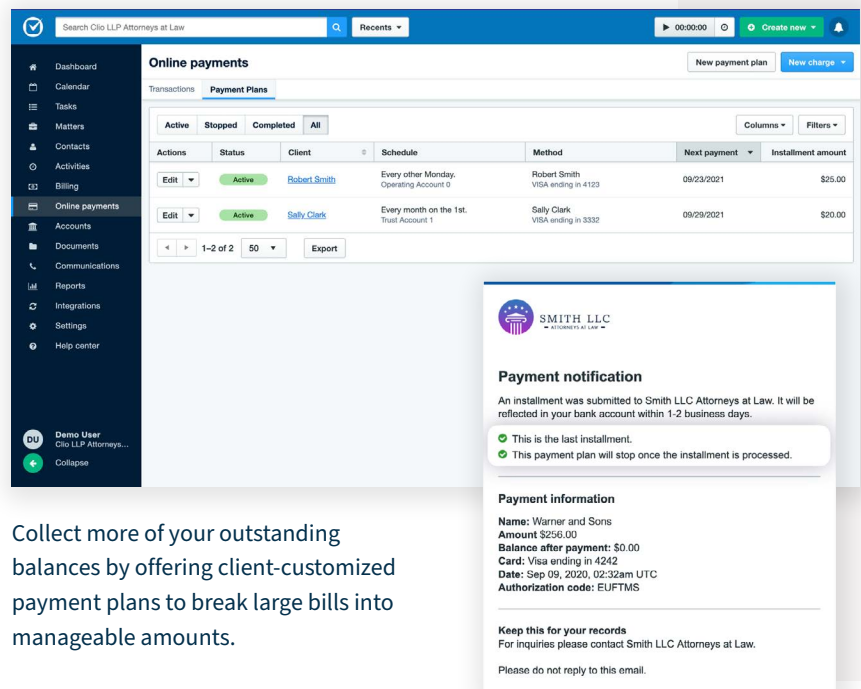 Search Clio LLP Attorneys at Law
Recents
00:00:00
Create new
Dashboard
Calendar
Tasks
Matters
Contacts
Activities
Billing
Online payments
Accounts
Documents
Communications
Reports
Integrations
Settings
Help center
DU
Demo User
Clio LLP Attorneys...
Collapse
Online payments
New payment plan
New charge
Transactions Payment Plans
Active Stopped Completed All
Columns Filters
Actions Status Client Schedule Method Next payment Installment amount
Edit Active Robert Smith Every other Monday. Robert Smith 09/23/2021 $25.00
Operating Account 0 VISA ending in 4123
Edit Active Sally Clark Every month on the 1st. Sally Clark 09/29/2021 $20.00
Trust Account 1 VISA ending in 3332
1–2 of 2 50 Export
SMITH LLC
ATTORNEYS AT LAW
Payment notification
An installment was submitted to Smith LLC Attorneys at Law. It will be
reflected in your bank account within 1-2 business days.
This is the last installment.
This payment plan will stop once the installment is processed.
Payment information
Name: Warner and Sons
Amount $256.00
Balance after payment: $0.00
Card: Visa ending in 4242
Date: Sep 09, 2020, 02:32am UTC
Authorization code: EUFTMS
Keep this for your records
For inquiries please contact Smith LLC Attorneys at Law.
Please do not reply to this email.
Collect more of your outstanding
balances by offering client-customized
payment plans to break large bills into
manageable amounts.